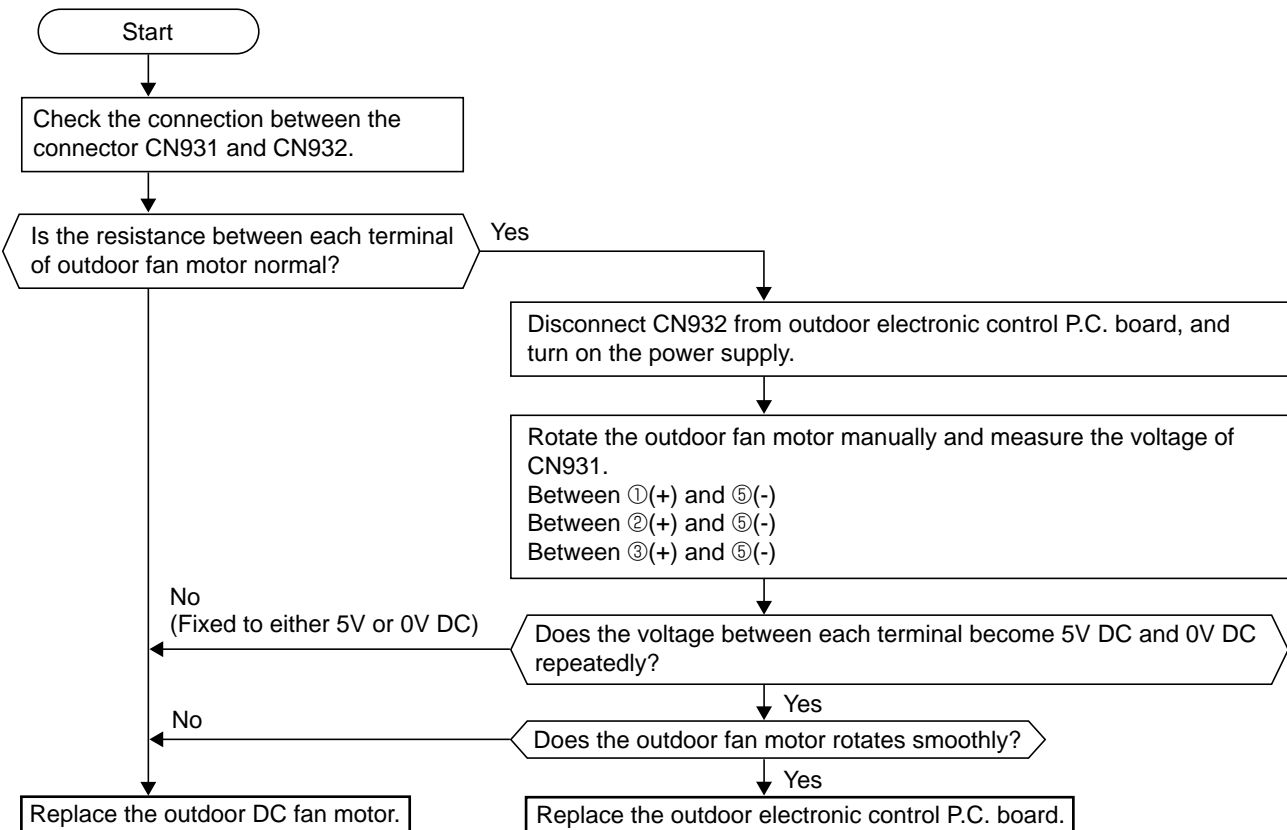 Start
Check the connection between the
connector CN931 and CN932.
Is the resistance between each terminal
of outdoor fan motor normal?
Yes
Disconnect CN932 from outdoor electronic control P.C. board, and
turn on the power supply.
Rotate the outdoor fan motor manually and measure the voltage of
CN931.
Between ①(+) and ⑤(-)
Between ②(+) and ⑤(-)
Between ③(+) and ⑤(-)
No
(Fixed to either 5V or 0V DC)
Does the voltage between each terminal become 5V DC and 0V DC
repeatedly?
Yes
No
Does the outdoor fan motor rotates smoothly?
Yes
Replace the outdoor DC fan motor.
Replace the outdoor electronic control P.C. board.